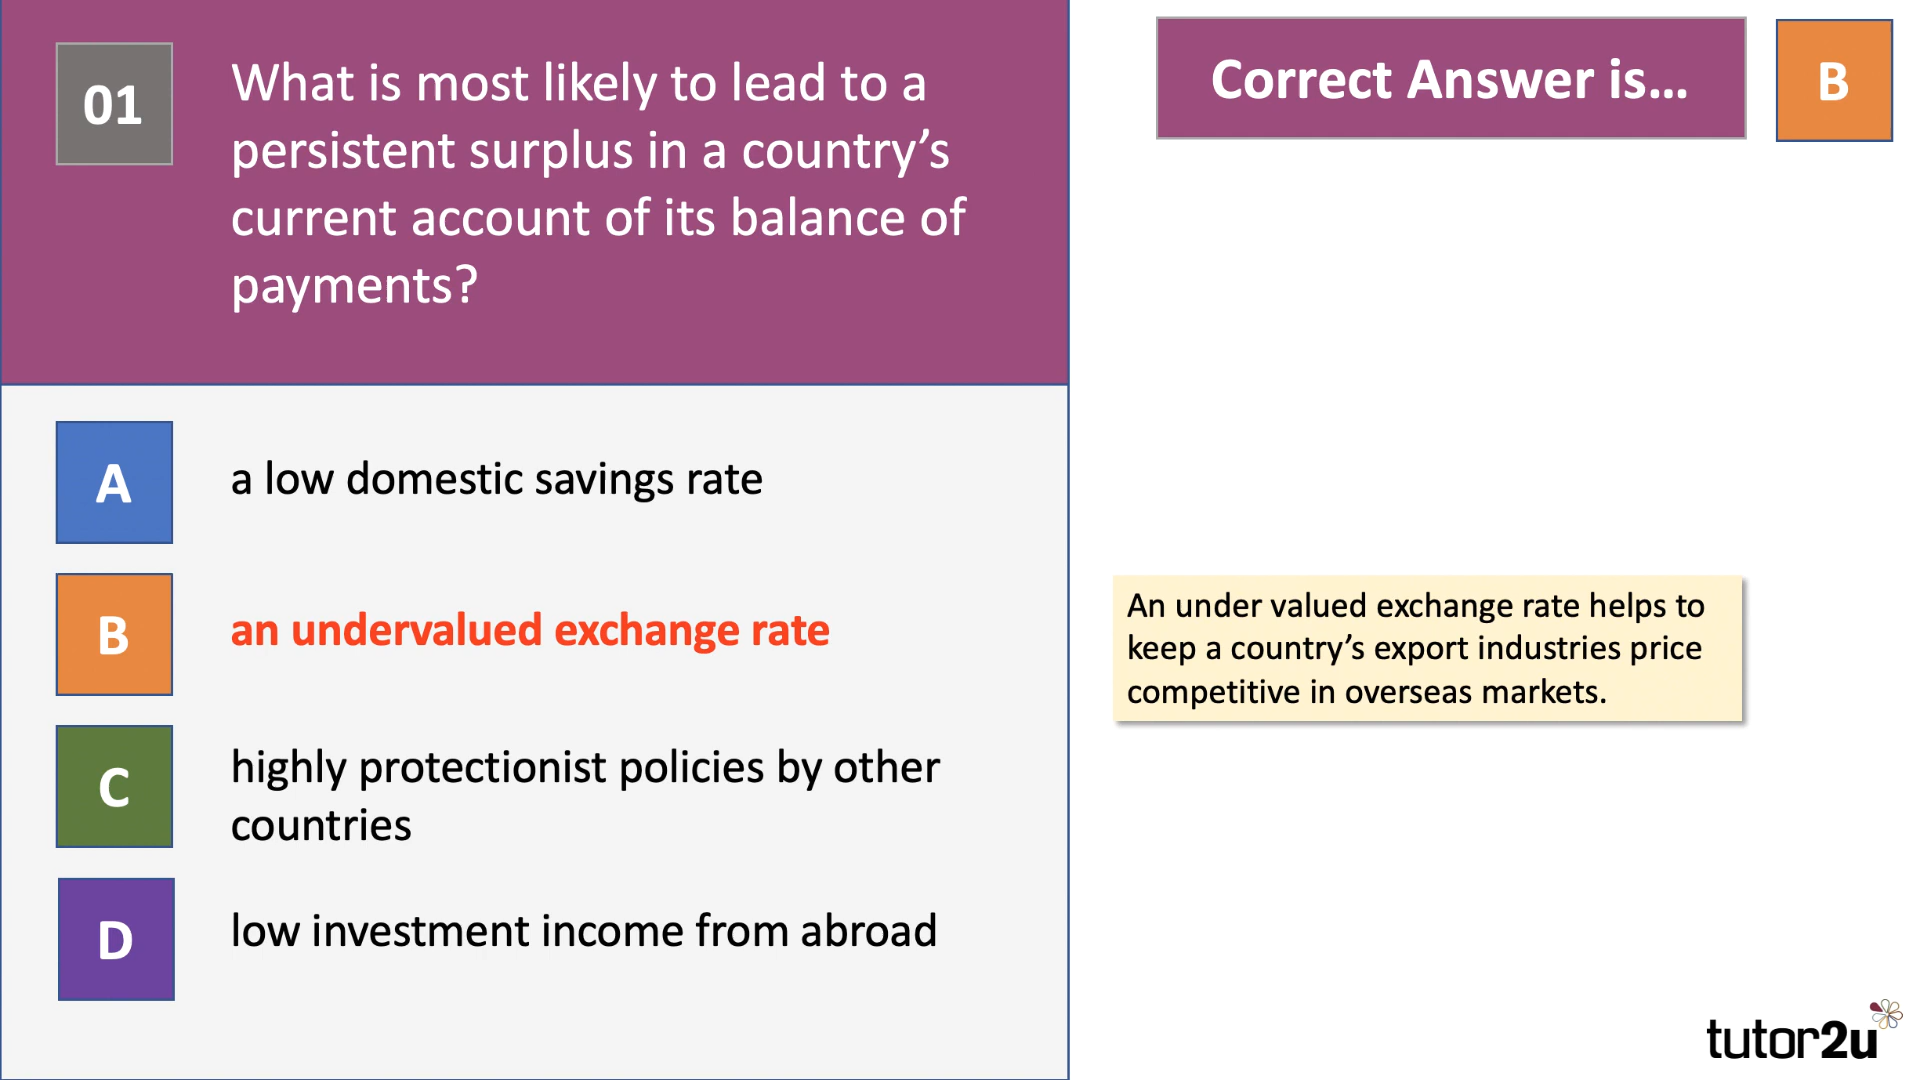 01
What is most likely to lead to a
persistent surplus in a country’s
current account of its balance of
payments?
A
a low domestic savings rate
B
an undervalued exchange rate
C
highly protectionist policies by other
countries
D
low investment income from abroad
Correct Answer is...
B
An under valued exchange rate helps to
keep a country’s export industries price
competitive in overseas markets.
tutor2u